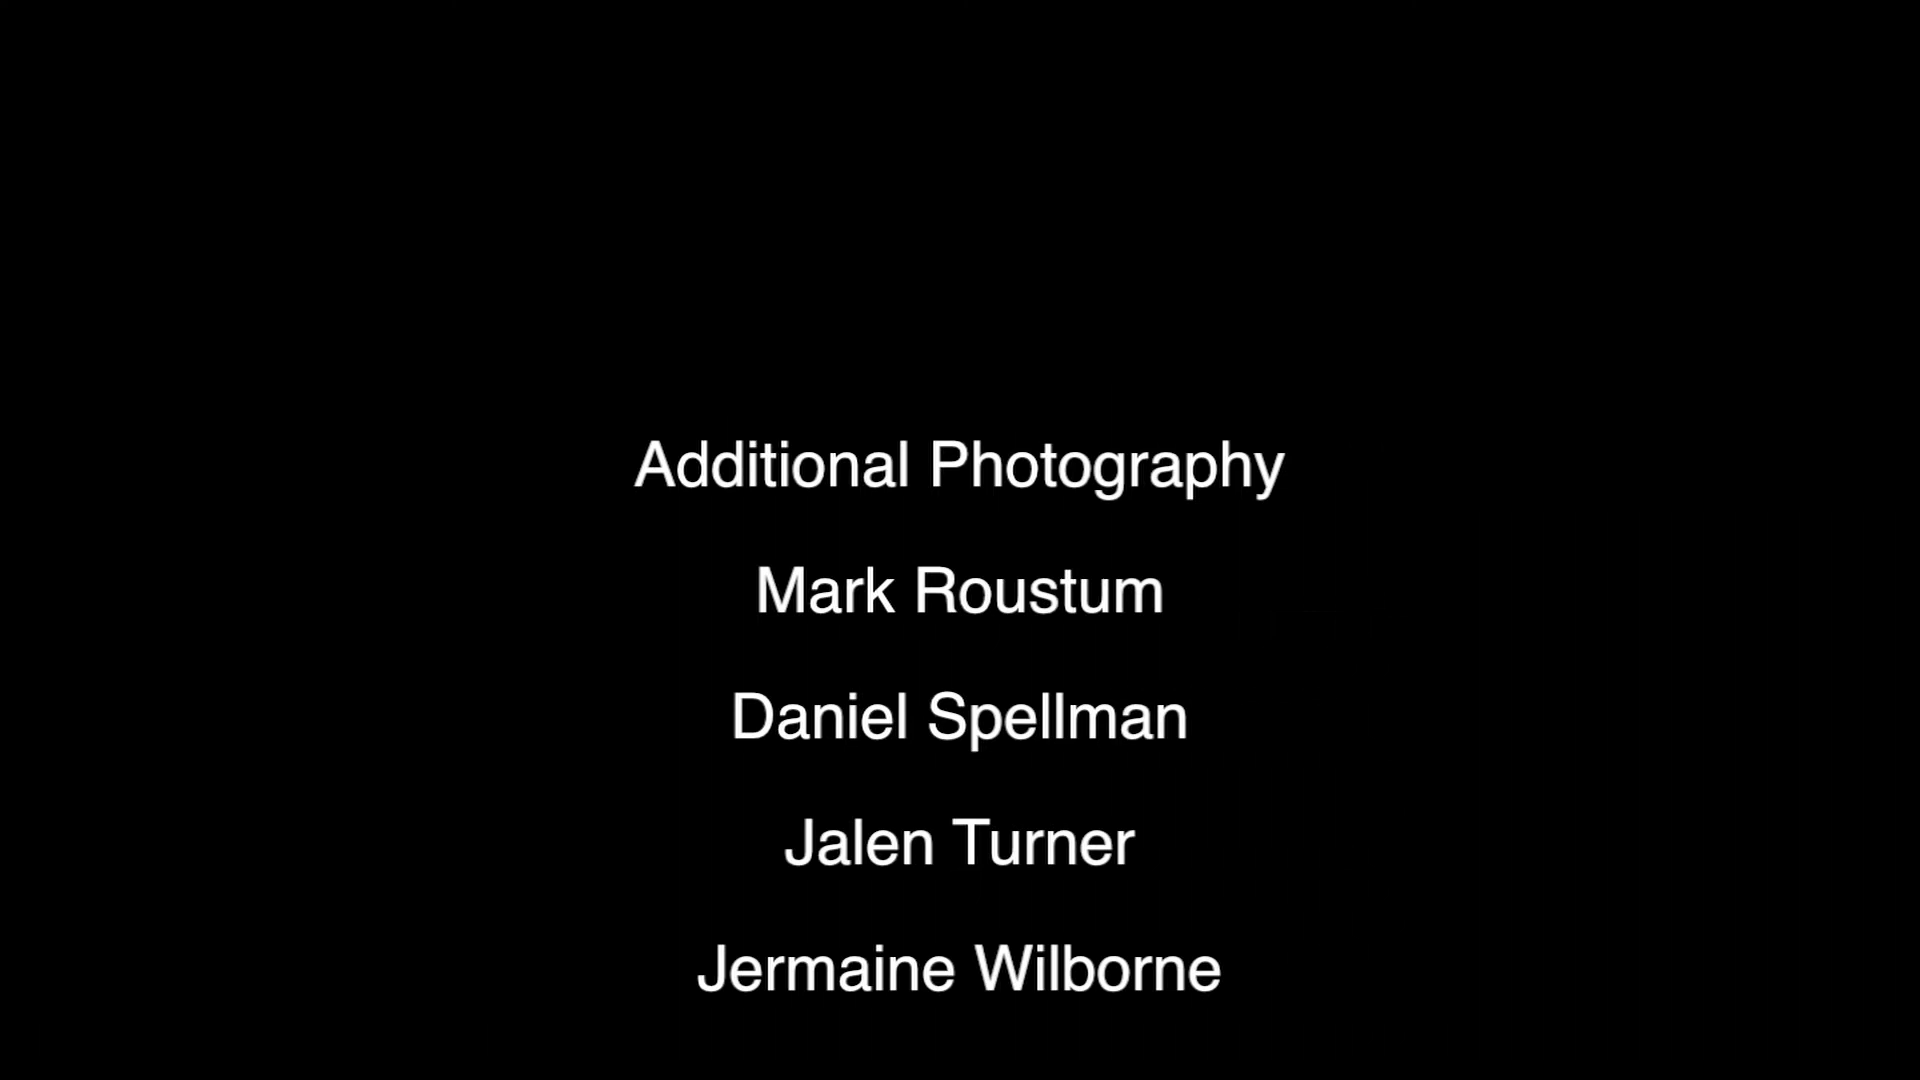 Additional Photography
Mark Roustum
Daniel Spellman
Jalen Turner
Jermaine Wilborne